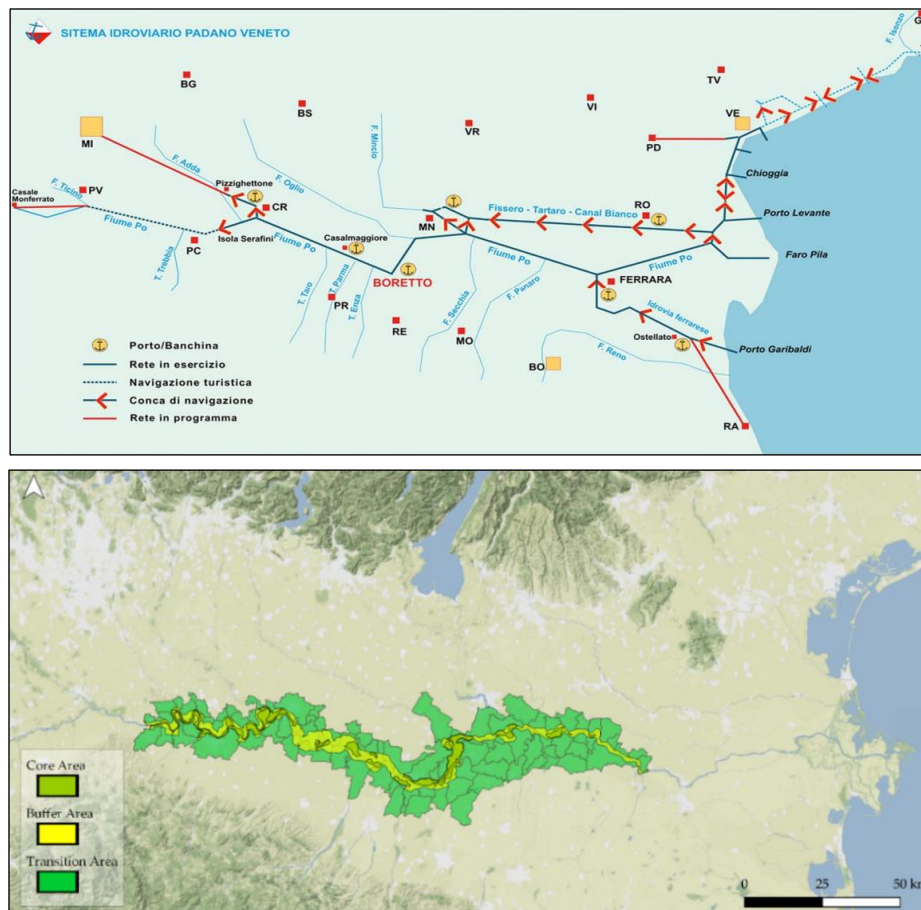 SITEMA IDROVIARIO PADANO VENETO
F. Isonzo
G
BG
BS
VR
VI
TV
VE
MI
F. Mincio
PD
F. Adda
F. Oglio
Chioggia
Casale
Monferrato
F. Ticino
PV
Pizzighettone
CR
MN
Fissero - Tartaro - Canal Bianco
RO
Porto Levante
Fiume Po
PC
Isola Serafini
Fiume Po
Casalmaggiore
Fiume Po
Fiume Po
Faro Pila
T. Trebbia
T. Taro
T. Parma
T. Enza
BORETTO
F. Secchia
F. Panaro
FERRARA
PR
RE
MO
Idrovia ferrarese
Ostellato
Porto Garibaldi
BO
F. Reno
RA
Porto/Banchina
Rete in esercizio
Navigazione turistica
Conca di navigazione
Rete in programma
Core Area
Buffer Area
Transition Area
0 25 50 km